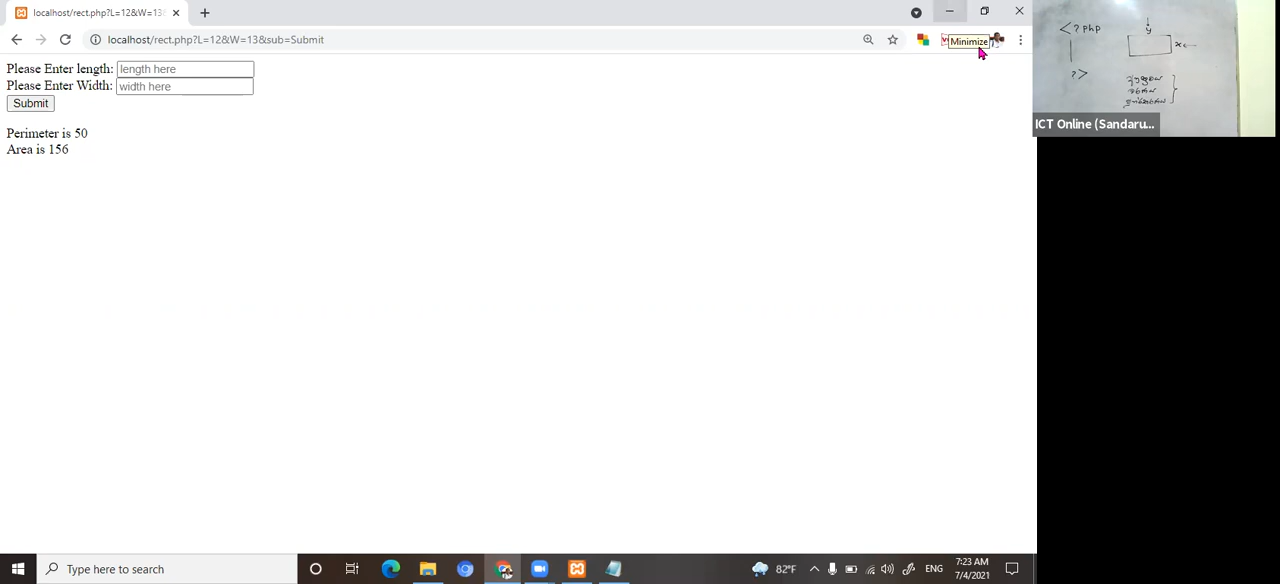 localhost/rect.php?L=12&W=13&
localhost/rect.php?L=12&W=13&sub=Submit
Minimize
Please Enter length: length here
Please Enter Width: width here
Submit
Perimeter is 50
Area is 156
<? php
y
x
?>
ICT Online (Sandaru...
Type here to search
82°F
ENG
7:23 AM
7/4/2021